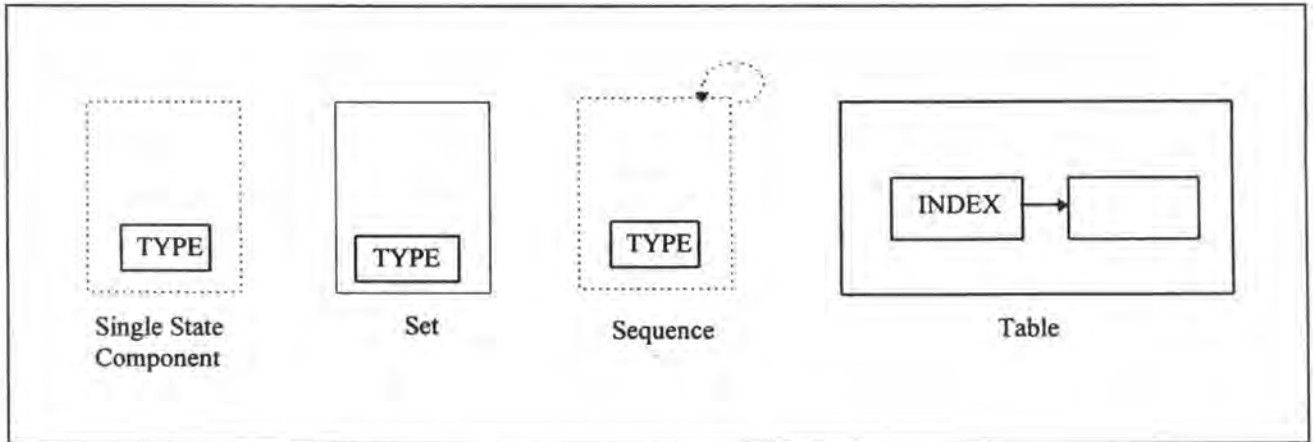 TYPE
Single State
Component
TYPE
Set
TYPE
Sequence
INDEX
Table